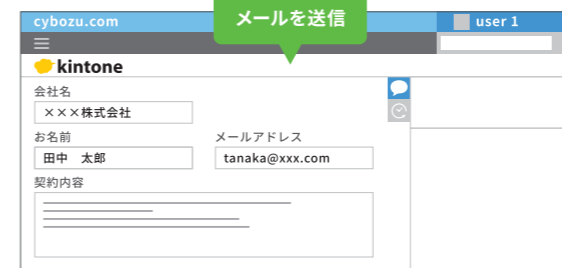 cybozu.com
メールを送信
user 1
kintone
会社名
×××株式会社
お名前
メールアドレス
田中 太郎
tanaka@xxx.com
契約内容